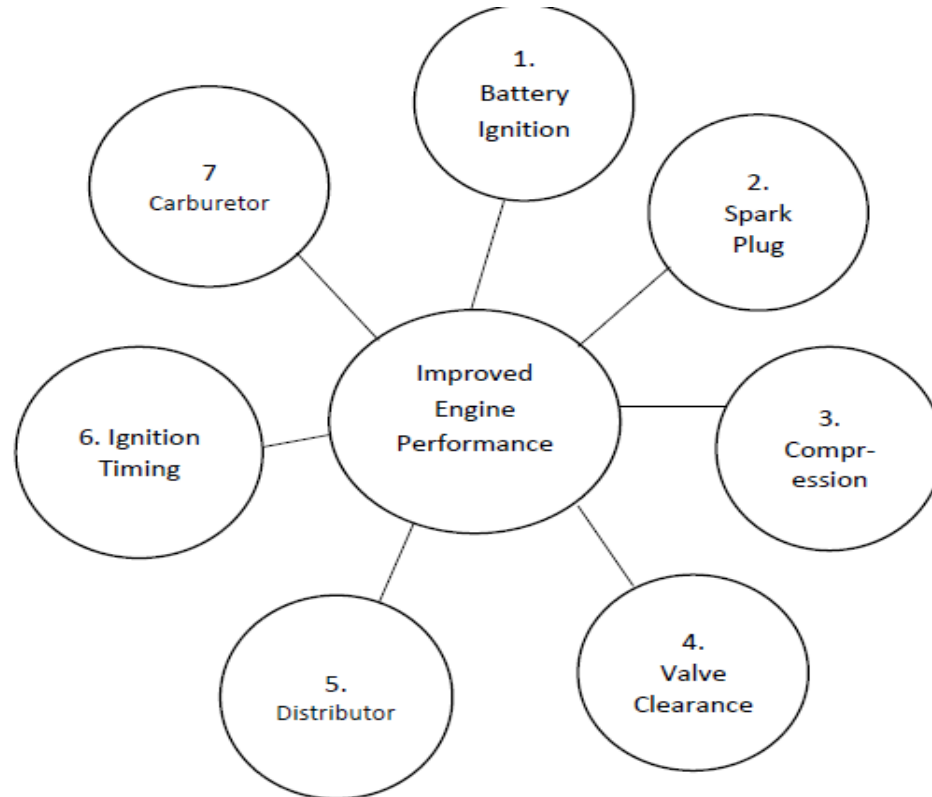 1.
Battery
Ignition
2.
Spark
Plug
3.
Compr-
ession
4.
Valve
Clearance
5.
Distributor
6. Ignition
Timing
7
Carburetor
Improved
Engine
Performance